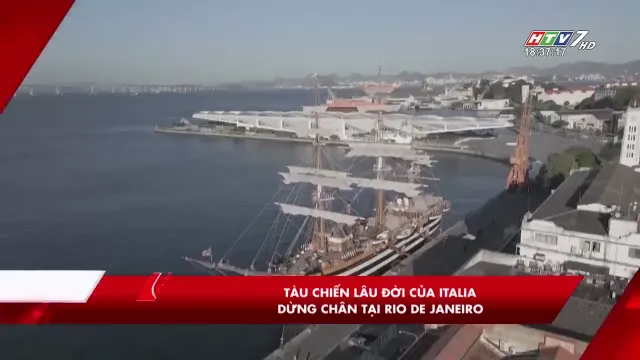 HTV7 HD
18:37:17
TÀU CHIẾN LÂU ĐỜI CỦA ITALIA
DỪNG CHÂN TẠI RIO DE JANEIRO